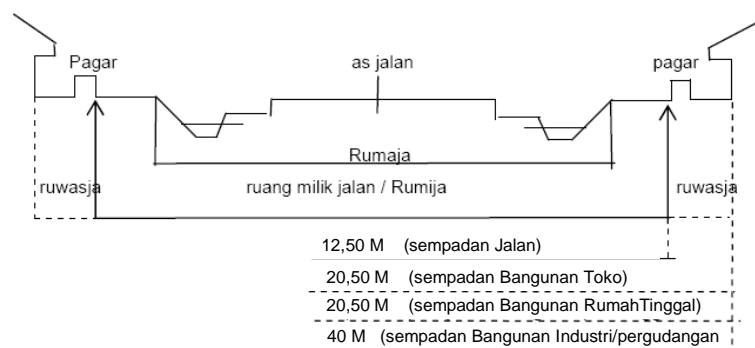 Pagar as jalan pagar
Rumaja
ruwasja ruang milik jalan / Rumija ruwasja
12,50 M (sempadan Jalan)
20,50 M (sempadan Bangunan Toko)
20,50 M (sempadan Bangunan RumahTinggal)
40 M (sempadan Bangunan Industri/pergudangan